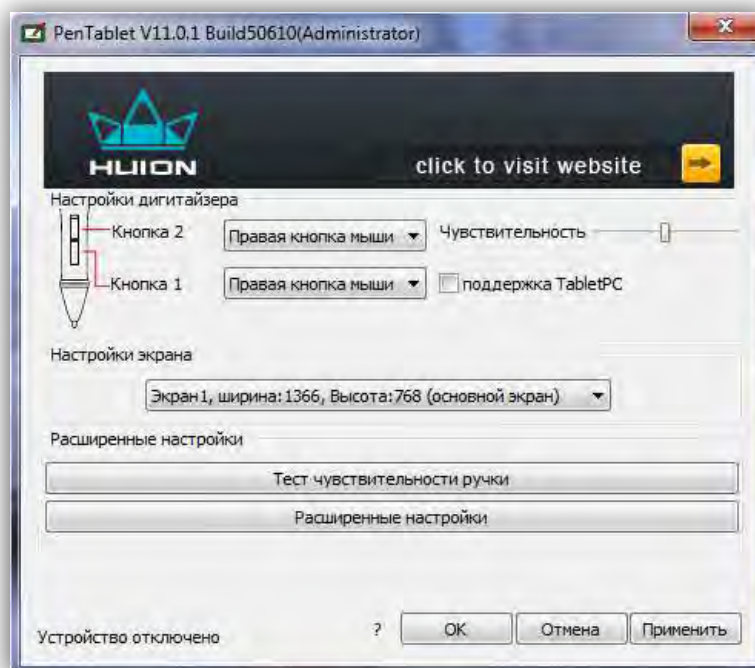 PenTablet V11.0.1 Build50610(Administrator)
HUION
click to visit website
Настройки дигитайзера
Кнопка 2 Правая кнопка мыши Чувствительность
Кнопка 1 Правая кнопка мыши поддержка TabletPC
Настройки экрана
Экран1, ширина:1366, Высота:768 (основной экран)
Расширенные настройки
Тест чувствительности ручки
Расширенные настройки
Устройство отключено ? OK Отмена Применить